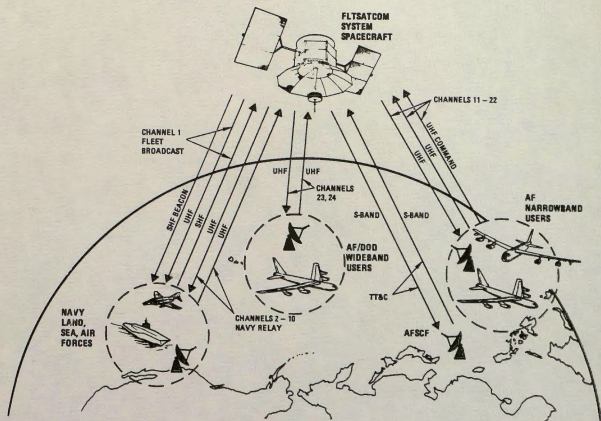 FLTSATCOM
SYSTEM
SPACECRAFT
CHANNEL 1
FLEET
BROADCAST
CHANNELS 11 – 22
UHF COMMAND
UHF
UHF
SHF BEACON
UHF
SHF
UHF
UHF
UHF
UHF
CHANNELS
23, 24
S-BAND
S-BAND
AF
NARROWBAND
USERS
AF/DOD
WIDEBAND
USERS
TT&C
NAVY
LAND,
SEA, AIR
FORCES
CHANNELS 2 – 10
NAVY RELAY
AFSCF